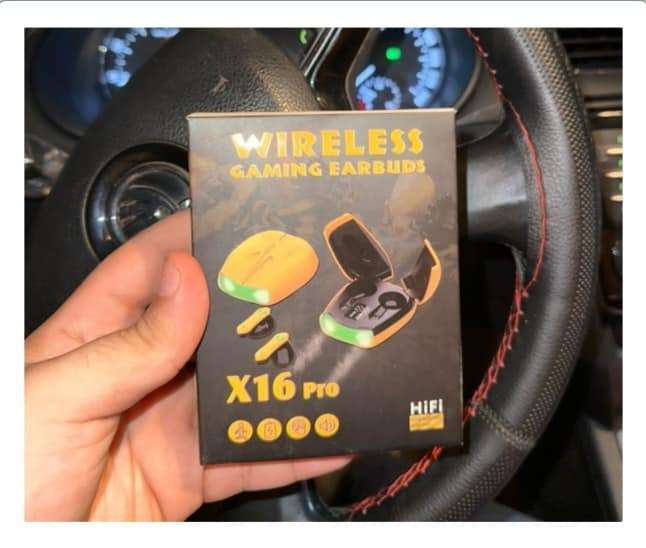 WIRELESS
GAMING EARBUDS
X16 Pro
HiFi